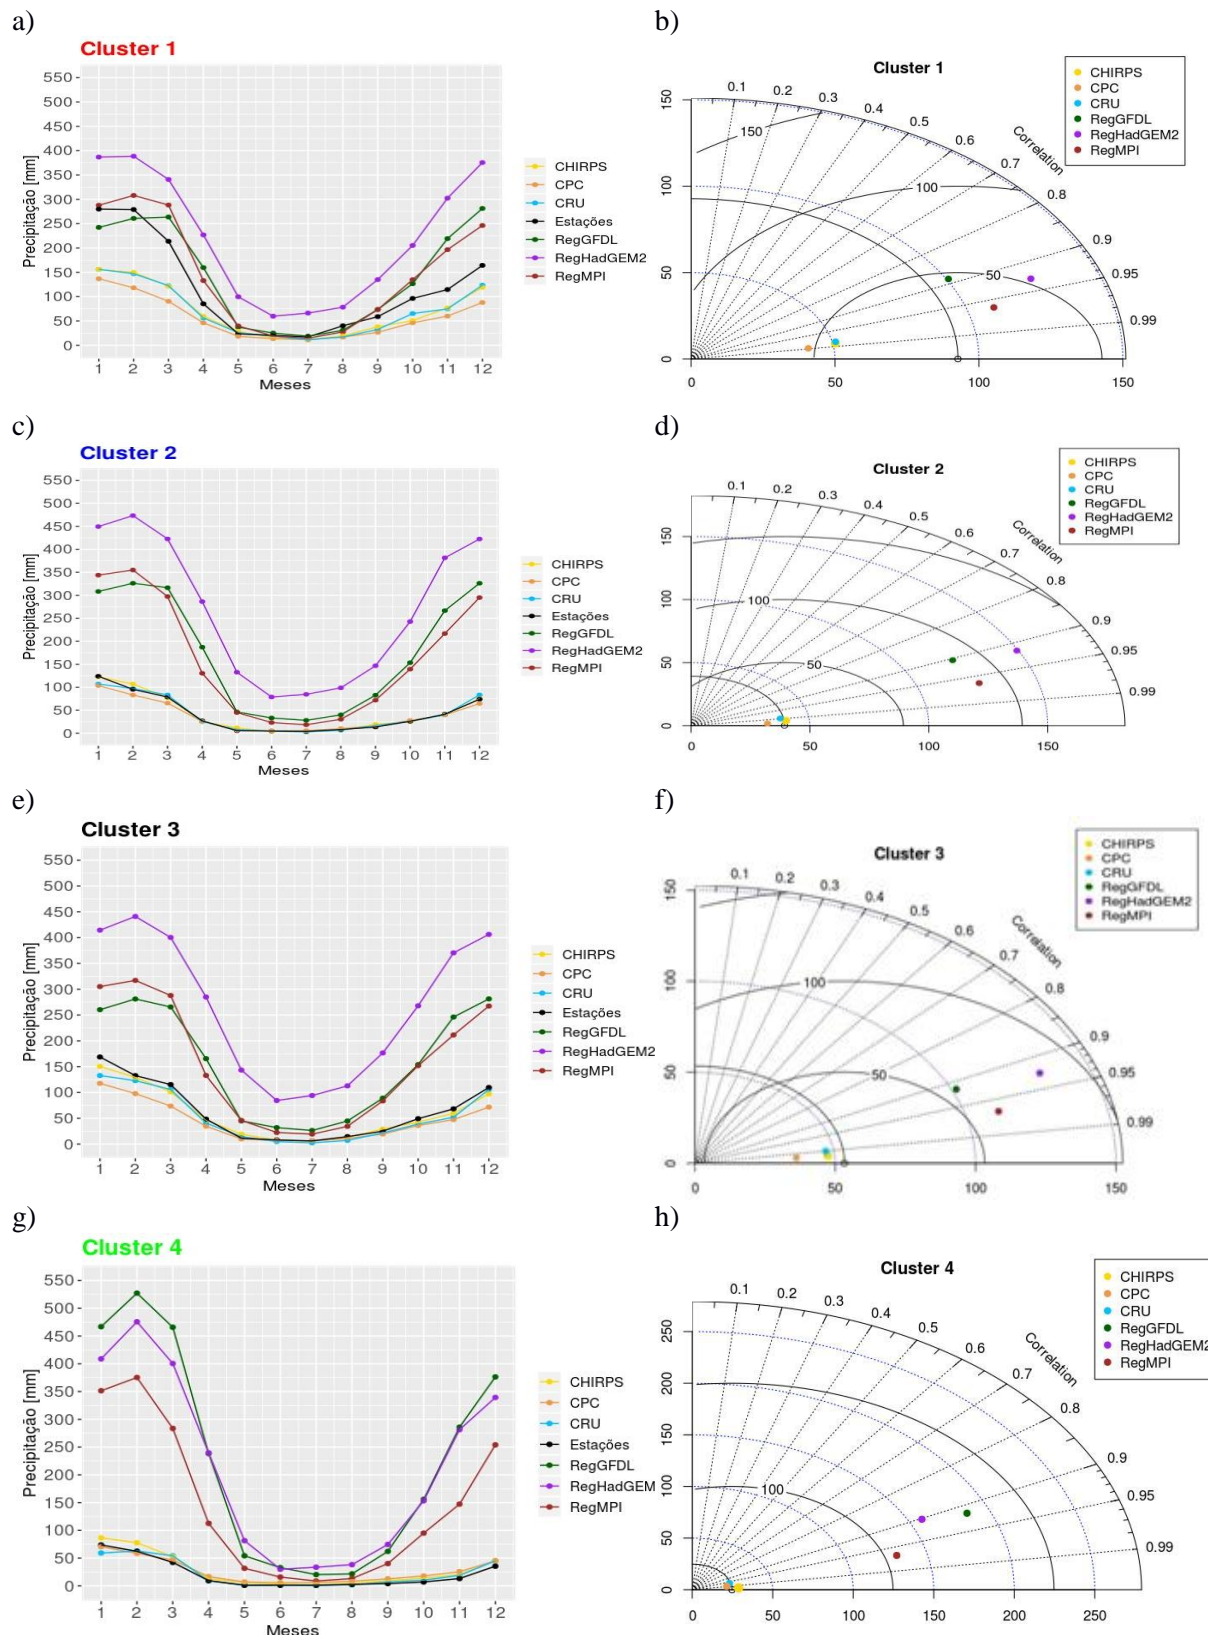 a)
Cluster 1
550
500
450
400
350
300
250
200
150
100
50
0
Precipitação [mm]
1 2 3 4 5 6 7 8 9 10 11 12
Meses
CHIRPS
CPC
CRU
Estações
RegGFDL
RegHadGEM2
RegMPI
b)
Cluster 1
CHIRPS
CPC
CRU
RegGFDL
RegHadGEM2
RegMPI
0.1 0.2 0.3 0.4 0.5 0.6 0.7 0.8 0.9 0.95 0.99
Correlation
150
100
50
0
150
100
50
0 50 100 150
c)
Cluster 2
550
500
450
400
350
300
250
200
150
100
50
0
Precipitação [mm]
1 2 3 4 5 6 7 8 9 10 11 12
Meses
CHIRPS
CPC
CRU
Estações
RegGFDL
RegHadGEM2
RegMPI
d)
Cluster 2
CHIRPS
CPC
CRU
RegGFDL
RegHadGEM2
RegMPI
0.1 0.2 0.3 0.4 0.5 0.6 0.7 0.8 0.9 0.95 0.99
Correlation
150
100
50
0
100
50
0 50 100 150
e)
Cluster 3
550
500
450
400
350
300
250
200
150
100
50
0
Precipitação [mm]
1 2 3 4 5 6 7 8 9 10 11 12
Meses
CHIRPS
CPC
CRU
Estações
RegGFDL
RegHadGEM2
RegMPI
f)
Cluster 3
CHIRPS
CPC
CRU
RegGFDL
RegHadGEM2
RegMPI
0.1 0.2 0.3 0.4 0.5 0.6 0.7 0.8 0.9 0.95 0.99
Correlation
150
100
50
0
100
50
0 50 100 150
g)
Cluster 4
550
500
450
400
350
300
250
200
150
100
50
0
Precipitação [mm]
1 2 3 4 5 6 7 8 9 10 11 12
Meses
CHIRPS
CPC
CRU
Estações
RegGFDL
RegHadGEM
RegMPI
h)
Cluster 4
CHIRPS
CPC
CRU
RegGFDL
RegHadGEM2
RegMPI
0.1 0.2 0.3 0.4 0.5 0.6 0.7 0.8 0.9 0.95 0.99
Correlation
250
200
150
100
50
0
200
100
0 50 100 150 200 250